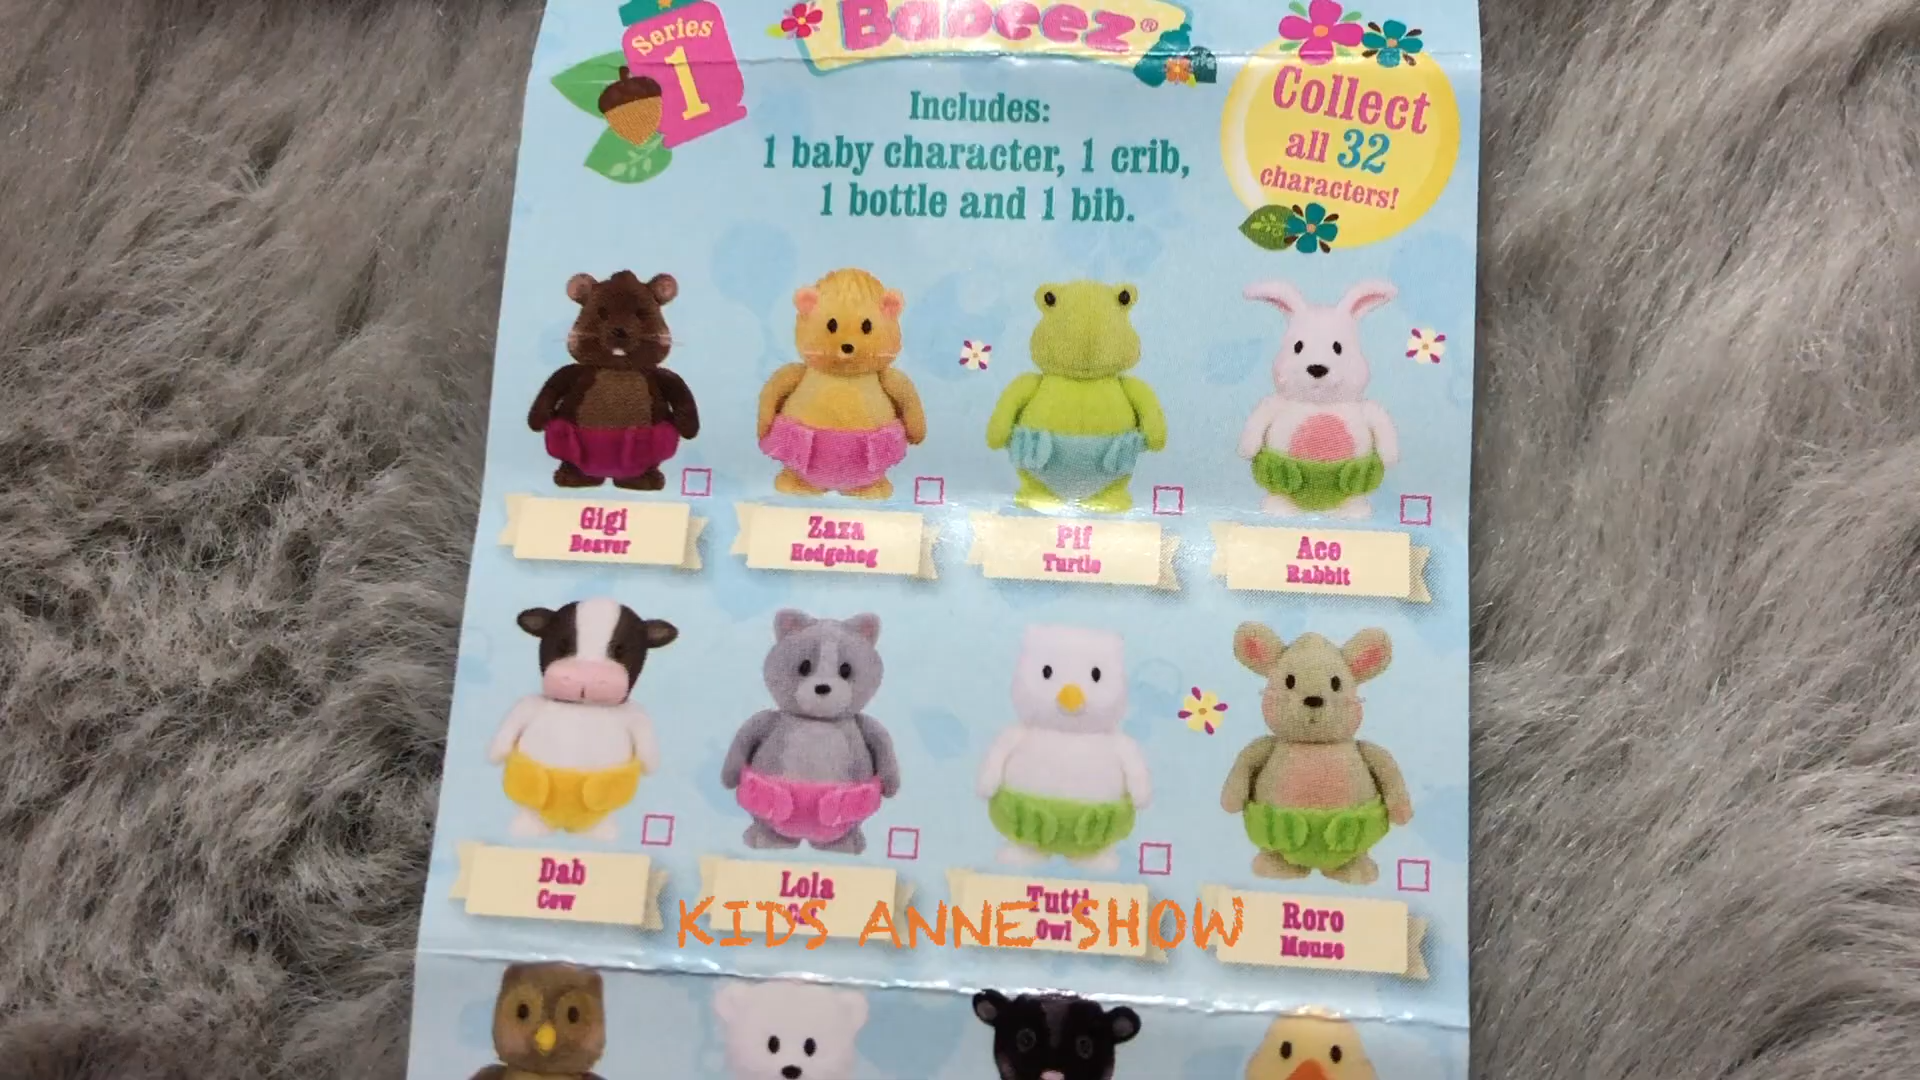 Series
1
Babeez®
Collect
all 32
characters!
Includes:
1 baby character, 1 crib,
1 bottle and 1 bib.
Gigi
Beaver
Zaza
Hedgehog
Pif
Turtle
Ace
Rabbit
Dab
Cow
Lola
Tutti
Owl
Roro
Mouse
KIDS ANNE SHOW